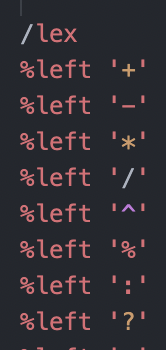 /lex
%left '+'
%left '-'
%left '*'
%left '/'
%left '^'
%left '%'
%left ':'
%left '?'